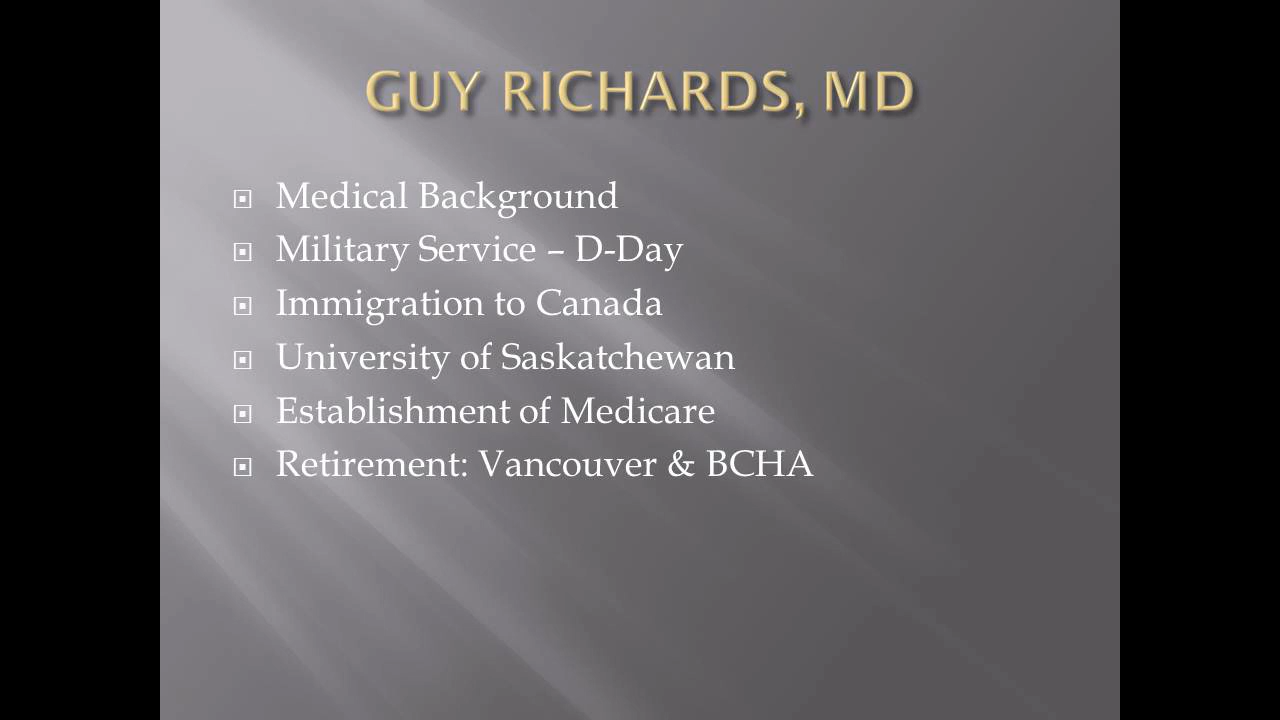 GUY RICHARDS, MD
Medical Background
Military Service – D-Day
Immigration to Canada
University of Saskatchewan
Establishment of Medicare
Retirement: Vancouver & BCHA